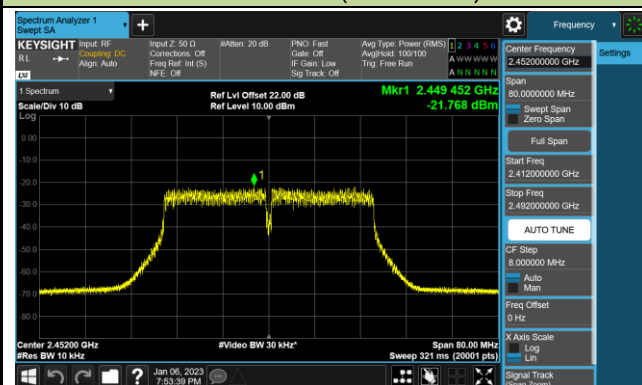 Spectrum Analyzer 1
Swept SA
+
Frequency
KEYSIGHT
RL
LXI
Input: RF
Coupling: DC
Align: Auto
Input Z: 50 Ω
Corrections: Off
Freq Ref: Int (S)
NFE: Off
#Atten: 20 dB
PNO: Fast
Gate: Off
IF Gain: Low
Sig Track: Off
Avg Type: Power (RMS)
Avg|Hold: 100/100
Trig: Free Run
1 2 3 4 5 6
A W W W W W
A N N N N N
1 Spectrum
Scale/Div 10 dB
Log
Ref Lvl Offset 22.00 dB
Ref Level 10.00 dBm
Mkr1 2.449 452 GHz
-21.768 dBm
0.00
-10.0
-20.0
-30.0
-40.0
-50.0
-60.0
-70.0
-80.0
1
Center 2.45200 GHz
#Res BW 10 kHz
#Video BW 30 kHz*
Span 80.00 MHz
Sweep 321 ms (20001 pts)
Jan 06, 2023
7:53:39 PM
?
Center Frequency
2.452000000 GHz
Settings
Span
80.0000000 MHz
Swept Span
Zero Span
Full Span
Start Freq
2.412000000 GHz
Stop Freq
2.492000000 GHz
AUTO TUNE
CF Step
8.000000 MHz
Auto
Man
Freq Offset
0 Hz
X Axis Scale
Log
Lin
Signal Track
(Span Zoom)